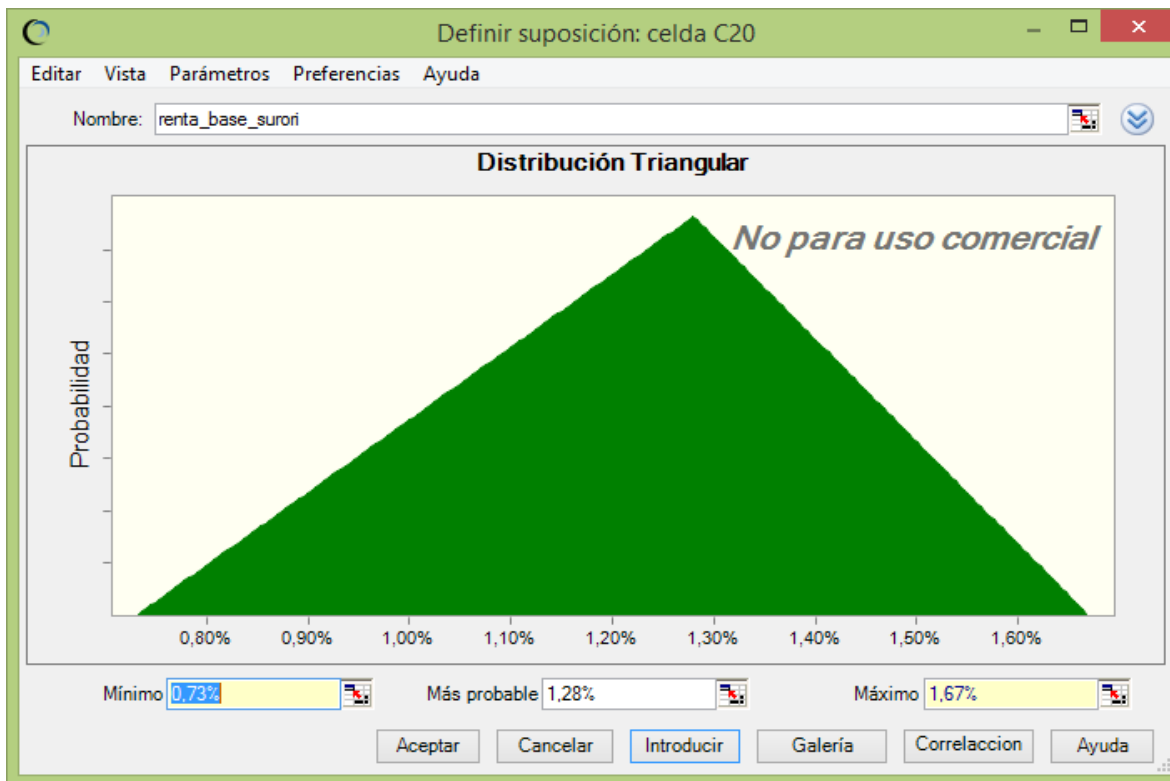 Definir suposición: celda C20
Editar Vista Parámetros Preferencias Ayuda
Nombre: renta_base_surori
Distribución Triangular
No para uso comercial
Probabilidad
0,80% 0,90% 1,00% 1,10% 1,20% 1,30% 1,40% 1,50% 1,60%
Mínimo 0,73% Más probable 1,28% Máximo 1,67%
Aceptar Cancelar Introducir Galería Correlaccion Ayuda